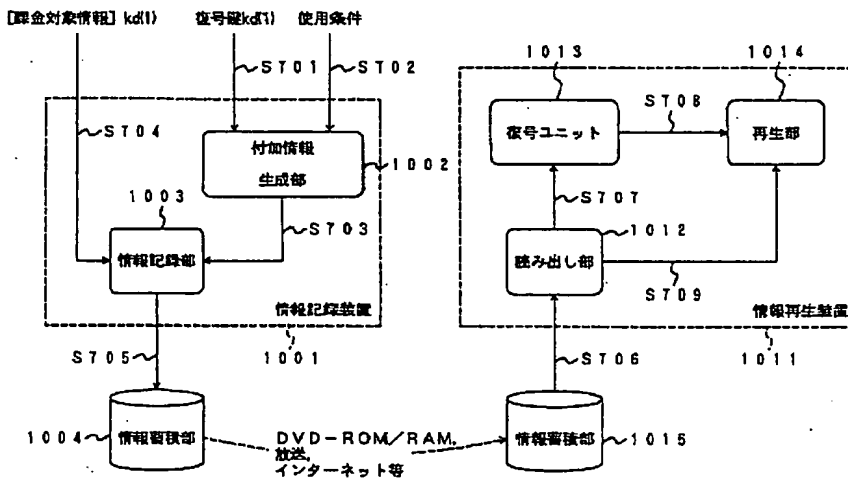 [課金対象情報] kd(1)
復号鍵kd(1)
使用条件
ST01
ST02
ST04
付加情報
生成部
1002
1003
ST03
情報記録部
情報記録装置
1001
ST05
1004
情報蓄積部
DVD-ROM/RAM,
放送,
インターネット等
1013
1014
ST08
復号ユニット
再生部
ST07
1012
読み出し部
ST09
情報再生装置
1011
ST06
情報蓄積部
1015